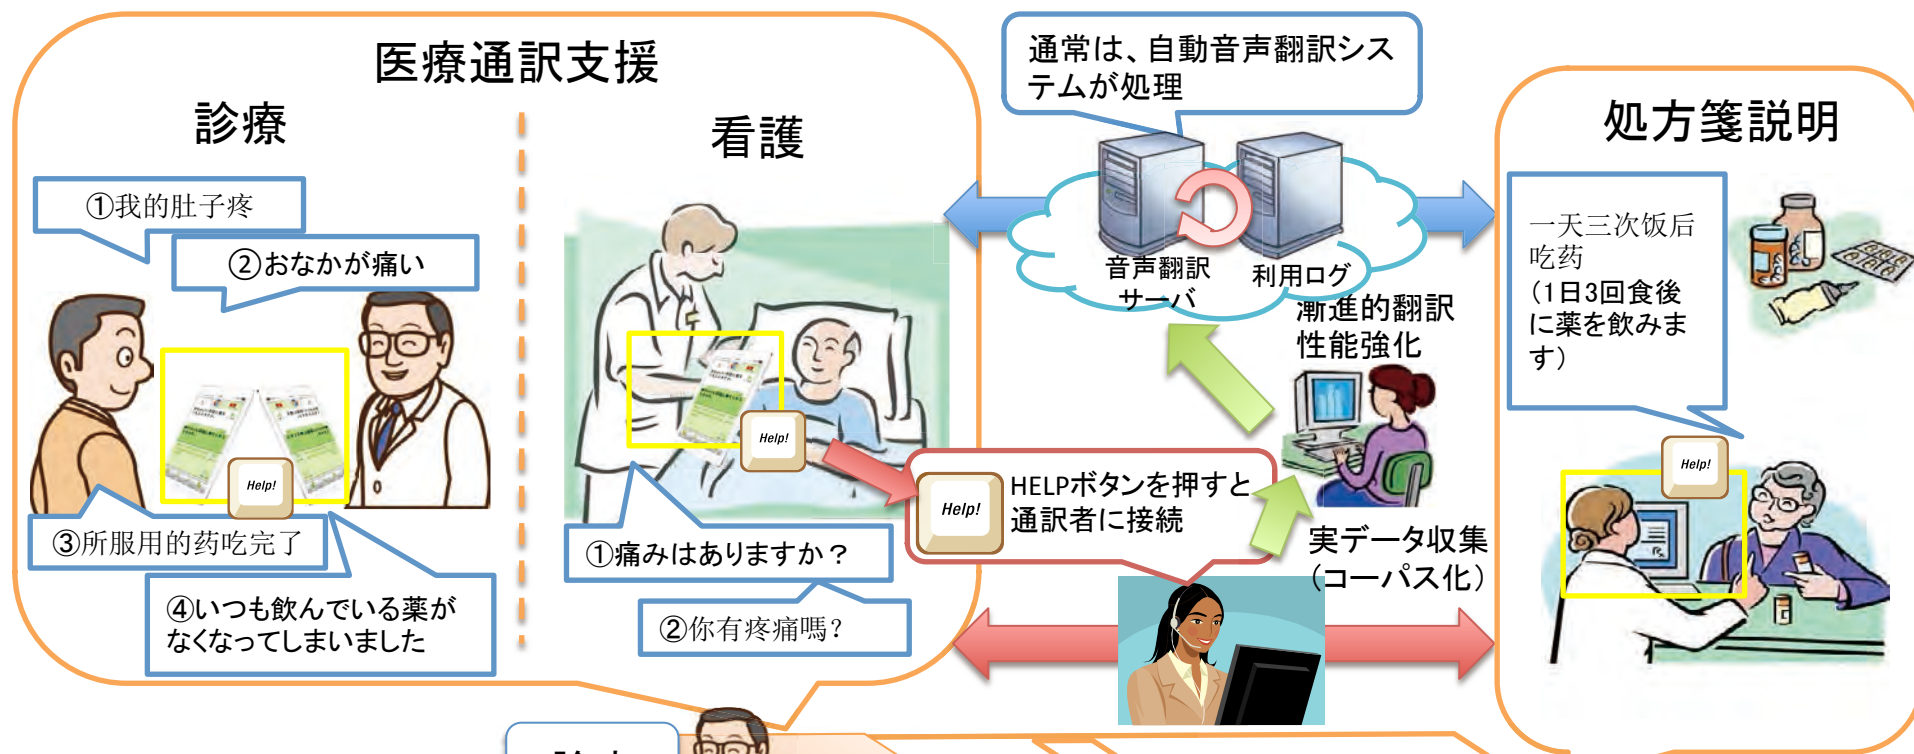 医療通訳支援
診療
看護
①我的肚子疼
②おなかが痛い
Help!
③所服用的药吃完了
④いつも飲んでいる薬が
なくなってしまいました
Help!
①痛みはありますか？
②你有疼痛嗎？
通常は、自動音声翻訳シス
テムが処理
音声翻訳
サーバ
利用ログ
漸進的翻訳
性能強化
Help!
HELPボタンを押すと
通訳者に接続
実データ収集
（コーパス化）
処方箋説明
一天三次饭后
吃药
（1日3回食後
に薬を飲みま
す）
Help!